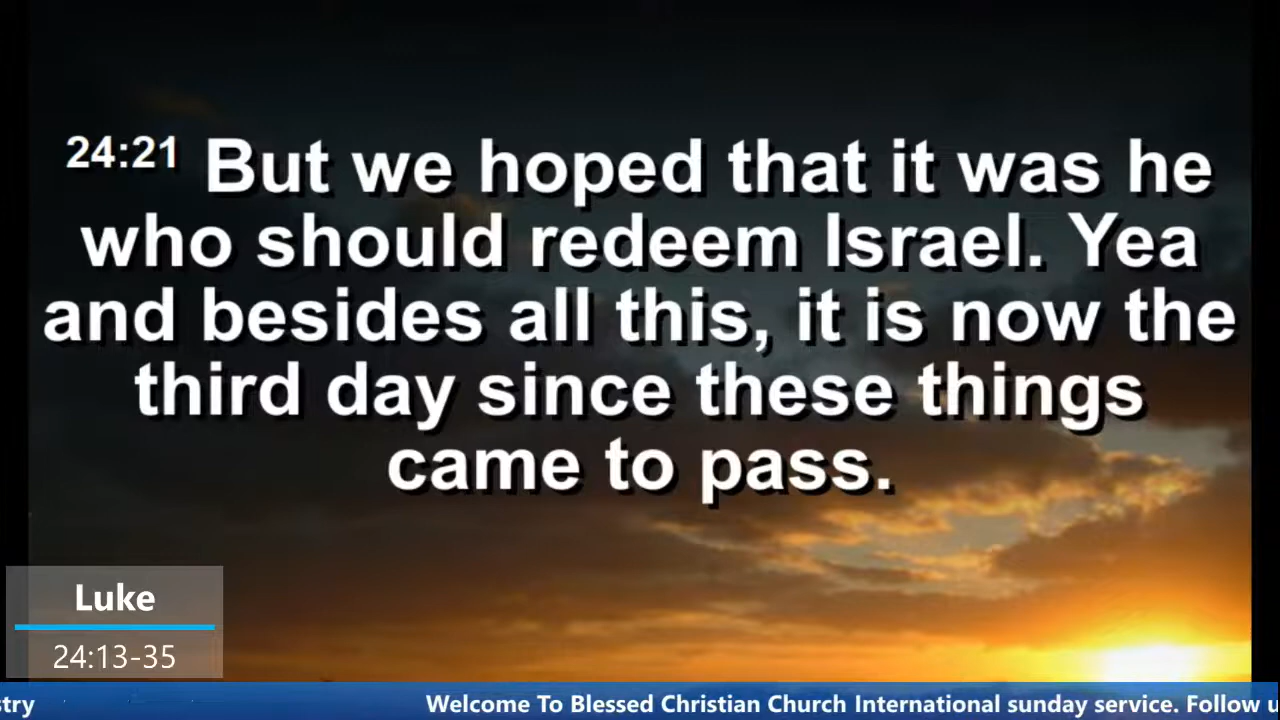 24:21 But we hoped that it was he
who should redeem Israel. Yea
and besides all this, it is now the
third day since these things
came to pass.
Luke
24:13-35
stry Welcome To Blessed Christian Church International sunday service. Follow u